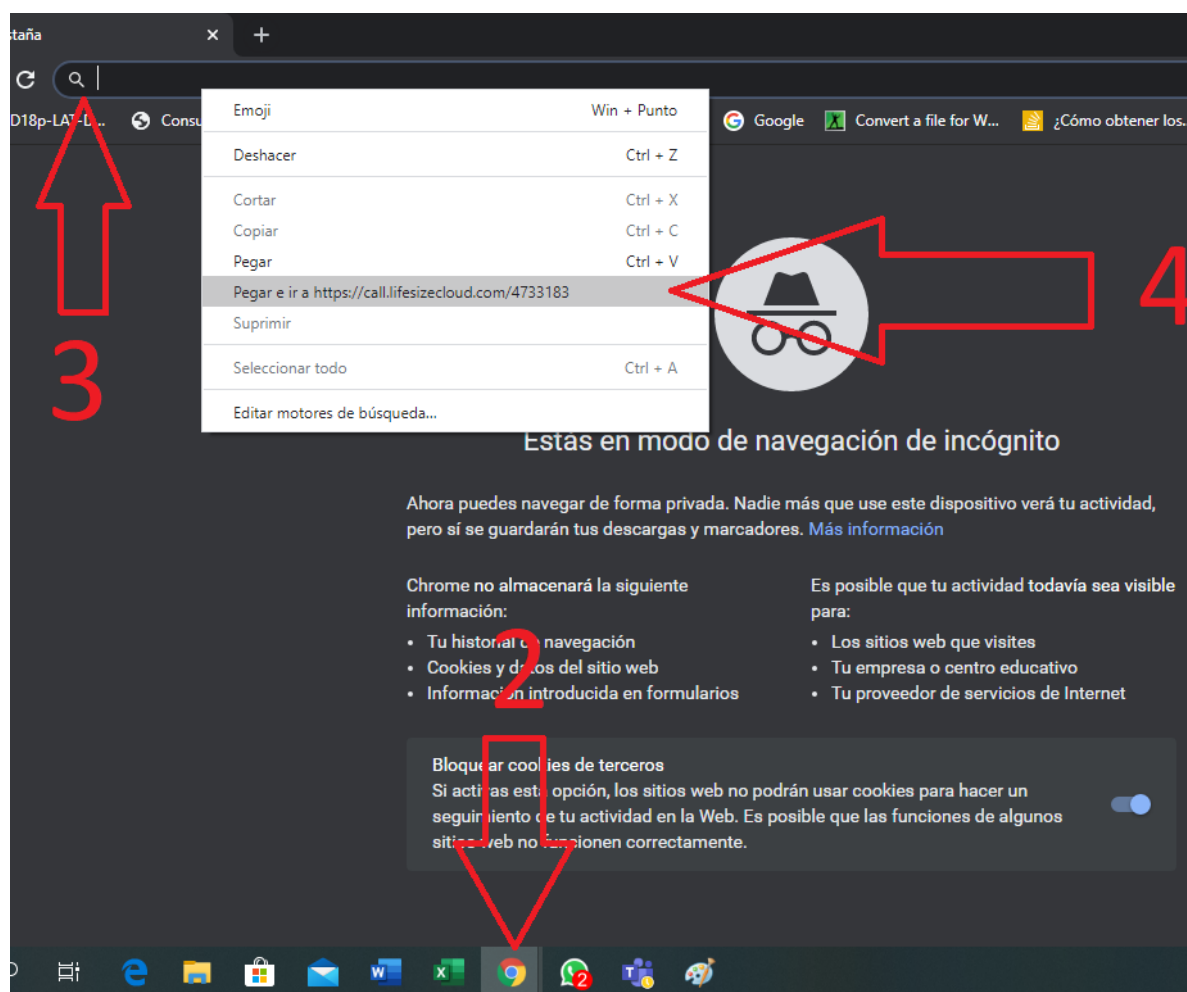 staña
D18p-LAT-D...
Consu
Google
Convert a file for W...
¿Cómo obtener los...
Emoji Win + Punto
Deshacer Ctrl + Z
Cortar Ctrl + X
Copiar Ctrl + C
Pegar Ctrl + V
Pegar e ir a https://call.lifesizecloud.com/4733183
Suprimir
Seleccionar todo Ctrl + A
Editar motores de búsqueda...
3
4
Estás en modo de navegación de incógnito
Ahora puedes navegar de forma privada. Nadie más que use este dispositivo verá tu actividad,
pero sí se guardarán tus descargas y marcadores. Más información
Chrome no almacenará la siguiente
información:
• Tu historial de navegación
• Cookies y datos del sitio web
• Información introducida en formularios
Es posible que tu actividad todavía sea visible
para:
• Los sitios web que visites
• Tu empresa o centro educativo
• Tu proveedor de servicios de Internet
2
Bloquear cookies de terceros
Si activas esta opción, los sitios web no podrán usar cookies para hacer un
seguimiento de tu actividad en la Web. Es posible que las funciones de algunos
sitios web no funcionen correctamente.
2